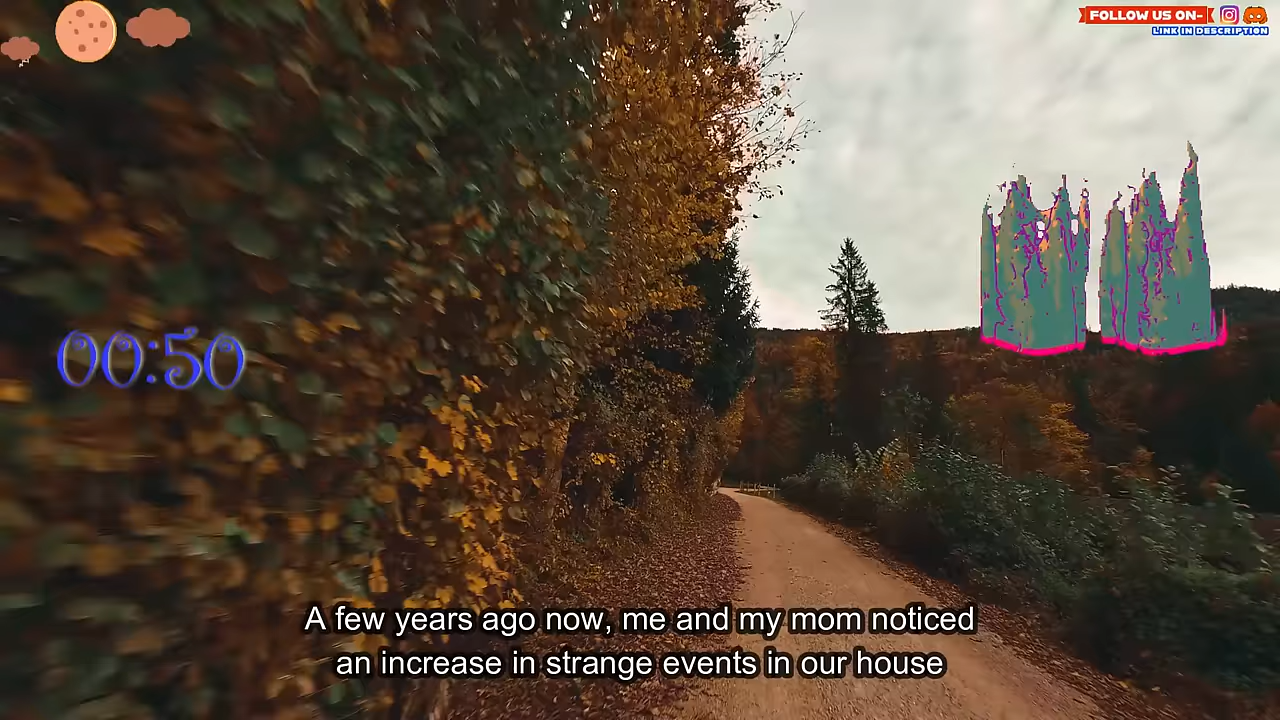 FOLLOW US ON-
LINK IN DESCRIPTION
00:50
A few years ago now, me and my mom noticed
an increase in strange events in our house